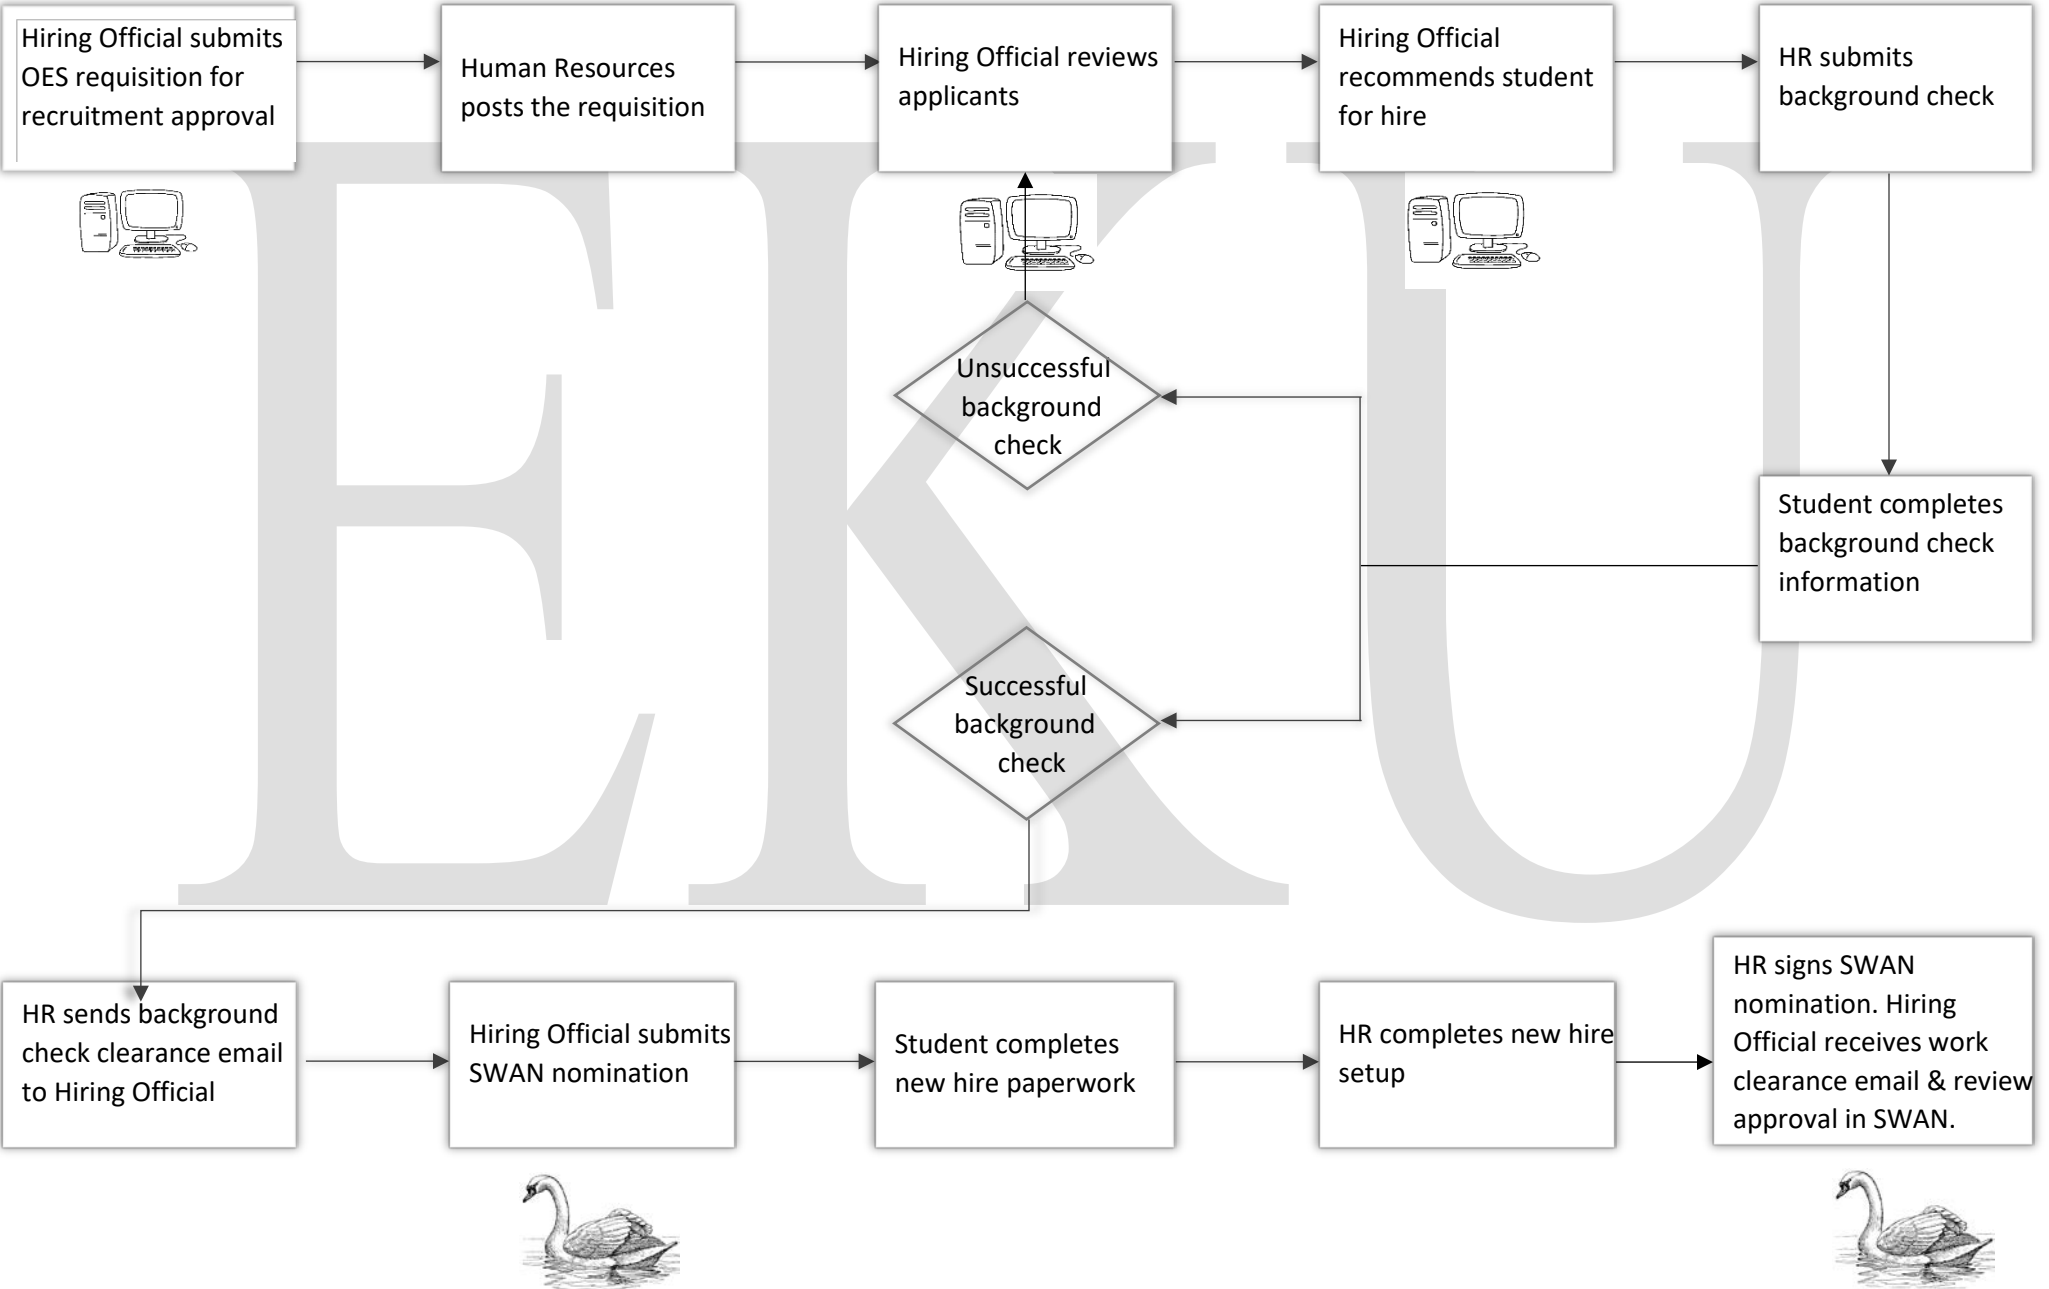 Hiring Official submits
OES requisition for
recruitment approval
Human Resources
posts the requisition
Hiring Official reviews
applicants
Hiring Official
recommends student
for hire
HR submits
background check
Unsuccessful
background
check
Student completes
background check
information
Successful
background
check
HR sends background
check clearance email
to Hiring Official
Hiring Official submits
SWAN nomination
Student completes
new hire paperwork
HR completes new hire
setup
HR signs SWAN
nomination. Hiring
Official receives work
clearance email & review
approval in SWAN.
EKU